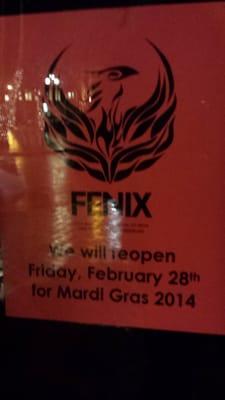 FENIX
We will reopen
Friday, February 28th
for Mardi Gras 2014